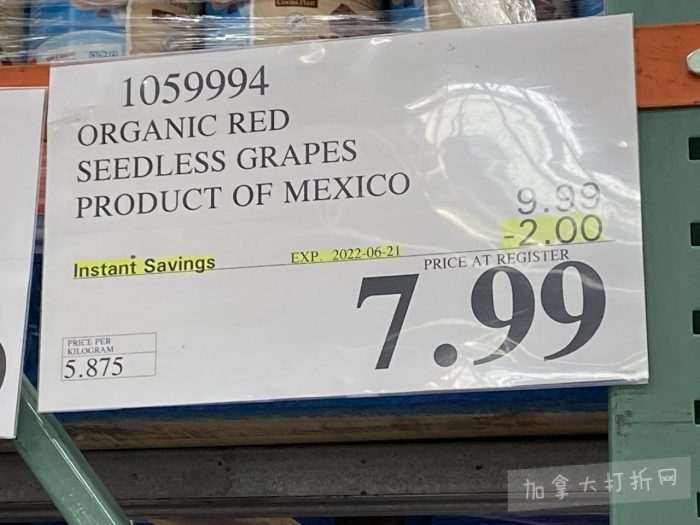 1059994
ORGANIC RED
SEEDLESS GRAPES
PRODUCT OF MEXICO
9.99
-2.00
Instant Savings EXP. 2022-06-21
PRICE AT REGISTER
7.99
PRICE PER
KILOGRAM
5.875
加拿大打折网